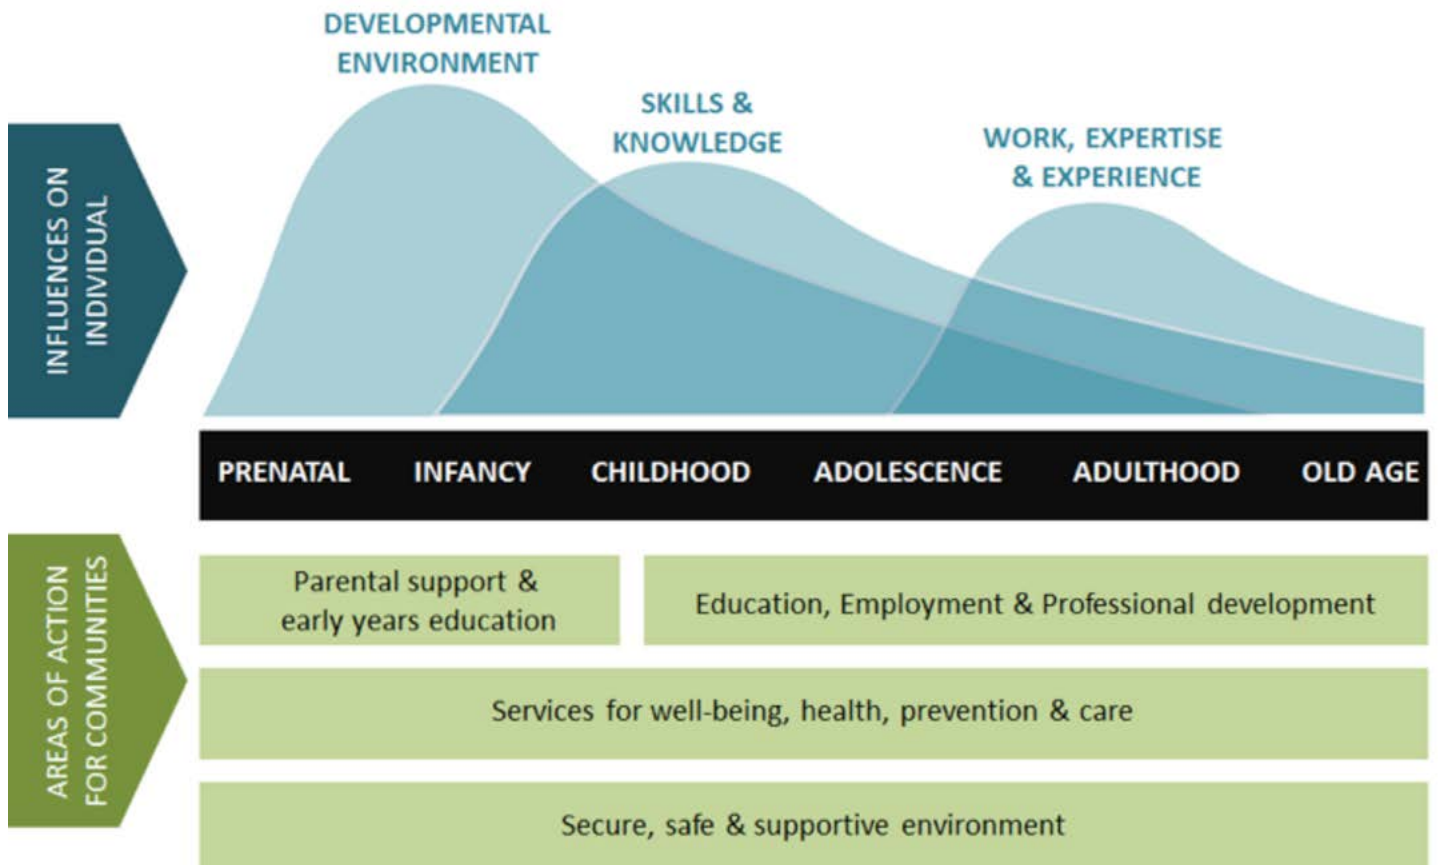 DEVELOPMENTAL
ENVIRONMENT
SKILLS &
KNOWLEDGE
WORK, EXPERTISE
& EXPERIENCE
INFLUENCES ON
INDIVIDUAL
PRENATAL INFANCY CHILDHOOD ADOLESCENCE ADULTHOOD OLD AGE
AREAS OF ACTION
FOR COMMUNITIES
Parental support &
early years education
Education, Employment & Professional development
Services for well-being, health, prevention & care
Secure, safe & supportive environment